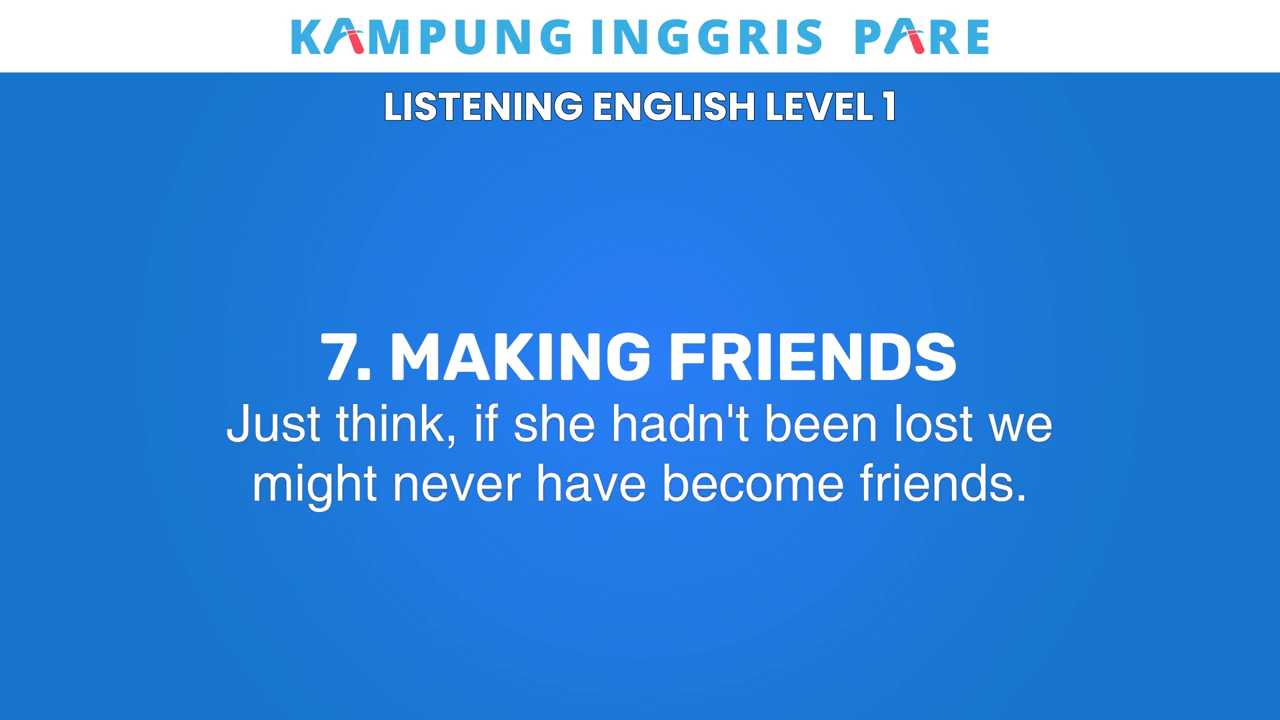 KAMPUNG INGGRIS PARE
LISTENING ENGLISH LEVEL 1
7. MAKING FRIENDS
Just think, if she hadn't been lost we
might never have become friends.